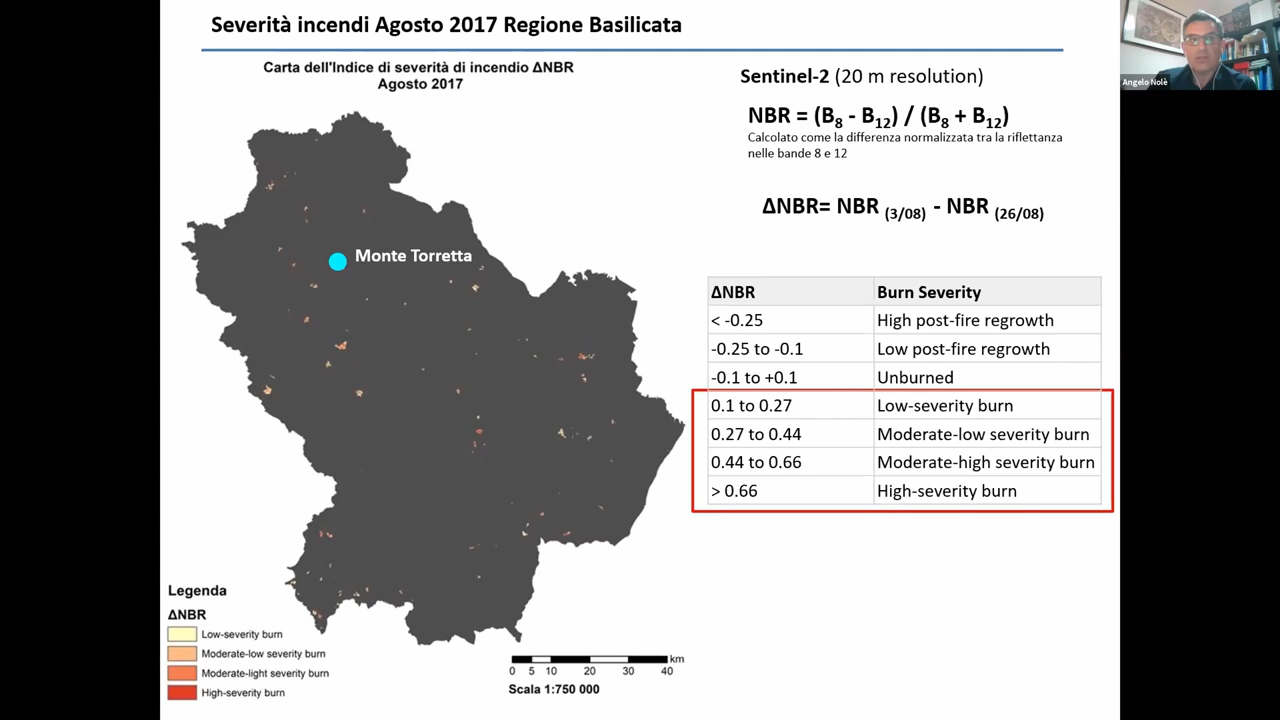 Severità incendi Agosto 2017 Regione Basilicata
Carta dell'Indice di severità di incendio ΔNBR
Agosto 2017
Monte Torretta
Legenda
ΔNBR
Low-severity burn
Moderate-low severity burn
Moderate-light severity burn
High-severity burn
km
0 5 10 20 30 40
Scala 1:750 000
Sentinel-2 (20 m resolution)
NBR = (B8 - B12) / (B8 + B12)
Calcolato come la differenza normalizzata tra la riflettanza
nelle bande 8 e 12
ΔNBR= NBR (3/08) - NBR (26/08)
ΔNBR Burn Severity
< -0.25 High post-fire regrowth
-0.25 to -0.1 Low post-fire regrowth
-0.1 to +0.1 Unburned
0.1 to 0.27 Low-severity burn
0.27 to 0.44 Moderate-low severity burn
0.44 to 0.66 Moderate-high severity burn
> 0.66 High-severity burn
Angelo Nolè